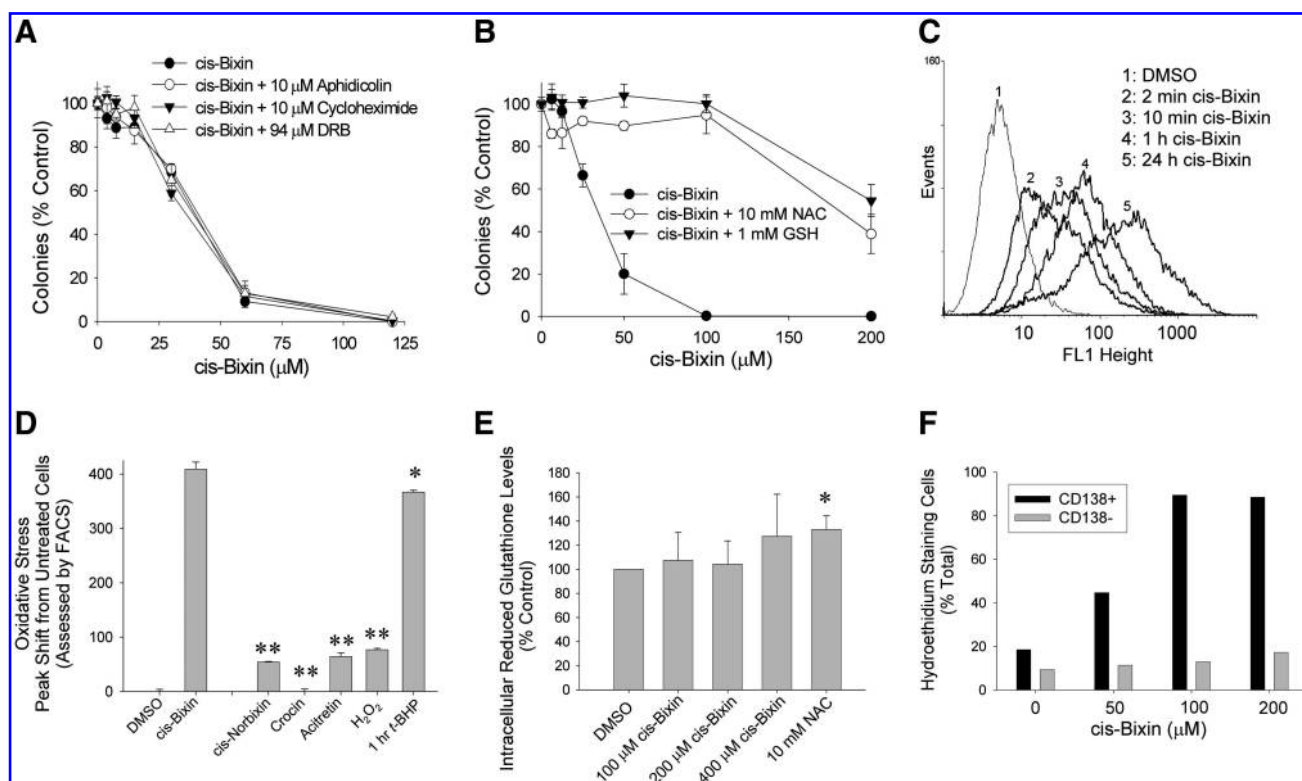 A
cis-Bixin
cis-Bixin + 10 μM Aphidicolin
cis-Bixin + 10 μM Cycloheximide
cis-Bixin + 94 μM DRB
Colonies (% Control)
100
80
60
40
20
0
0 25 50 75 100 125
cis-Bixin (μM)
B
cis-Bixin
cis-Bixin + 10 mM NAC
cis-Bixin + 1 mM GSH
Colonies (% Control)
100
80
60
40
20
0
0 50 100 150 200
cis-Bixin (μM)
C
160
1: DMSO
2: 2 min cis-Bixin
3: 10 min cis-Bixin
4: 1 h cis-Bixin
5: 24 h cis-Bixin
1
2
3
4
5
Events
10 100 1000
FL1 Height
D
Oxidative Stress
Peak Shift from Untreated Cells
(Assessed by FACS)
400
300
200
100
0
**
**
**
**
*
DMSO
cis-Bixin
cis-Norbixin
Crocin
Acitretin
H₂O₂
1 hr t-BHP
E
Intracellular Reduced Glutathione Levels
(% Control)
180
160
140
120
100
80
60
40
20
0
*
DMSO
100 μM cis-Bixin
200 μM cis-Bixin
400 μM cis-Bixin
10 mM NAC
F
CD138+
CD138-
Hydroethidium Staining Cells
(% Total)
100
80
60
40
20
0
0 50 100 200
cis-Bixin (μM)